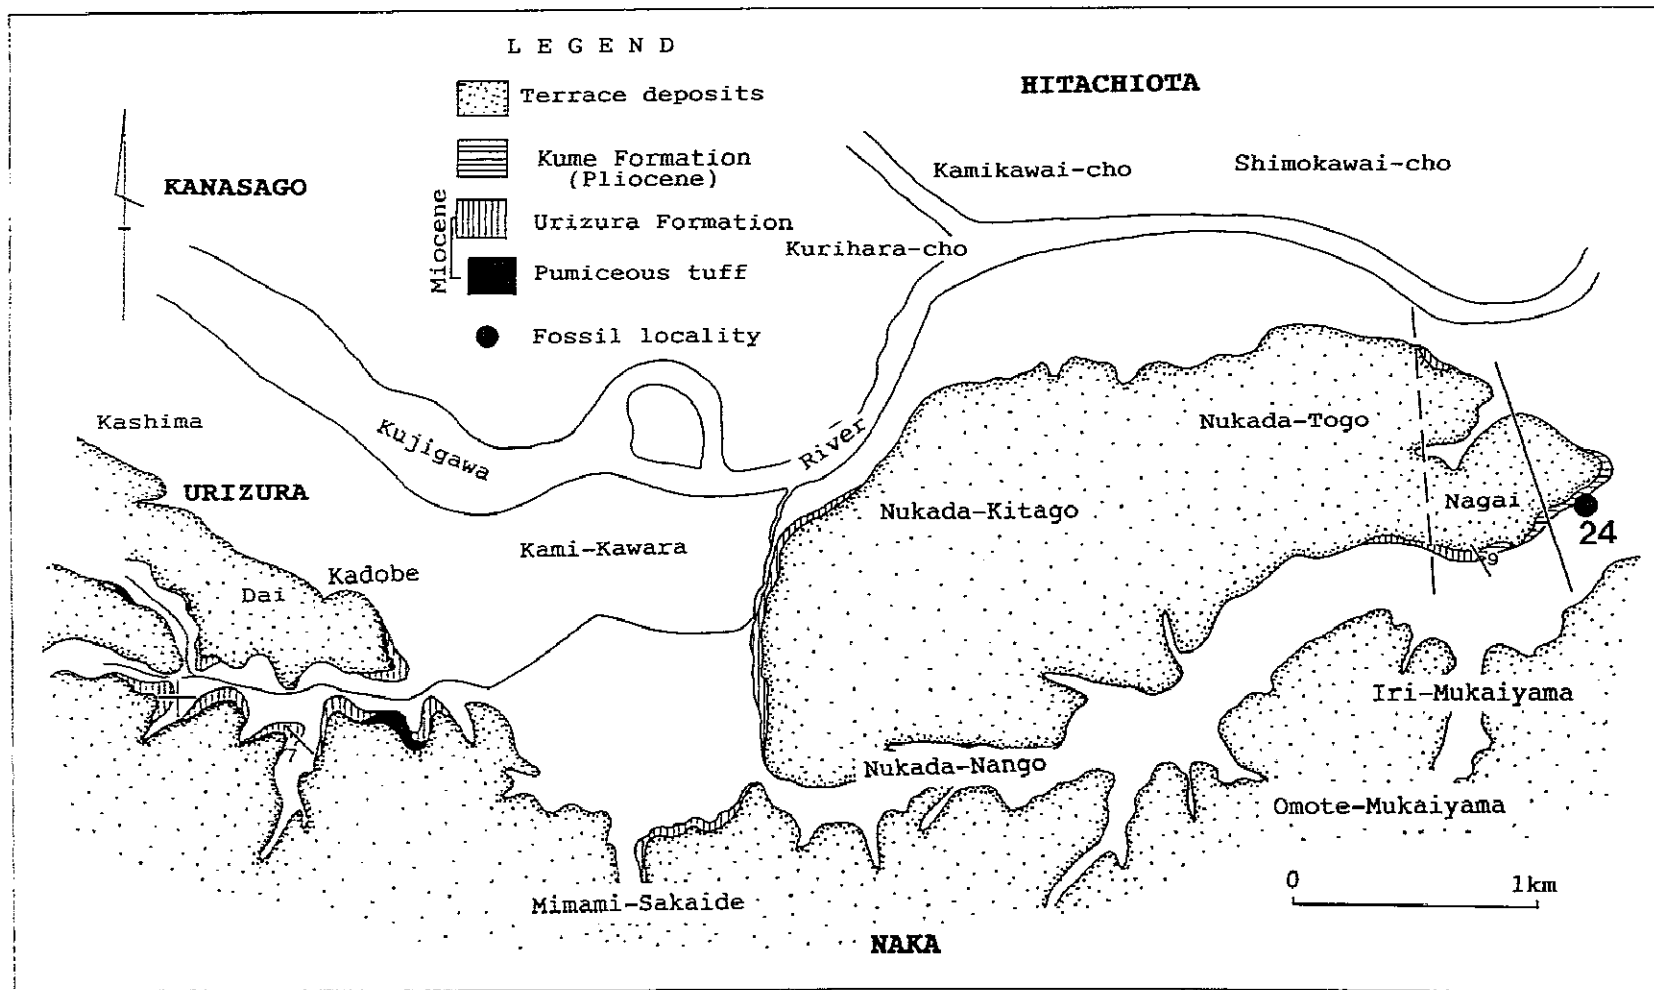 L E G E N D
Terrace deposits
Kume Formation
(Pliocene)
Miocene
Urizura Formation
Pumiceous tuff
Fossil locality
HITACHIOTA
KANASAGO
Kamikawai-cho
Shimokawai-cho
Kurihara-cho
Kashima
Kujigawa
River
URIZURA
Nukada-Togo
Nukada-Kitago
Nagai
24
9
Kami-Kawara
Kadobe
Dai
Iri-Mukaiyama
Nukada-Nango
Omote-Mukaiyama
Mimami-Sakaide
0
1km
NAKA